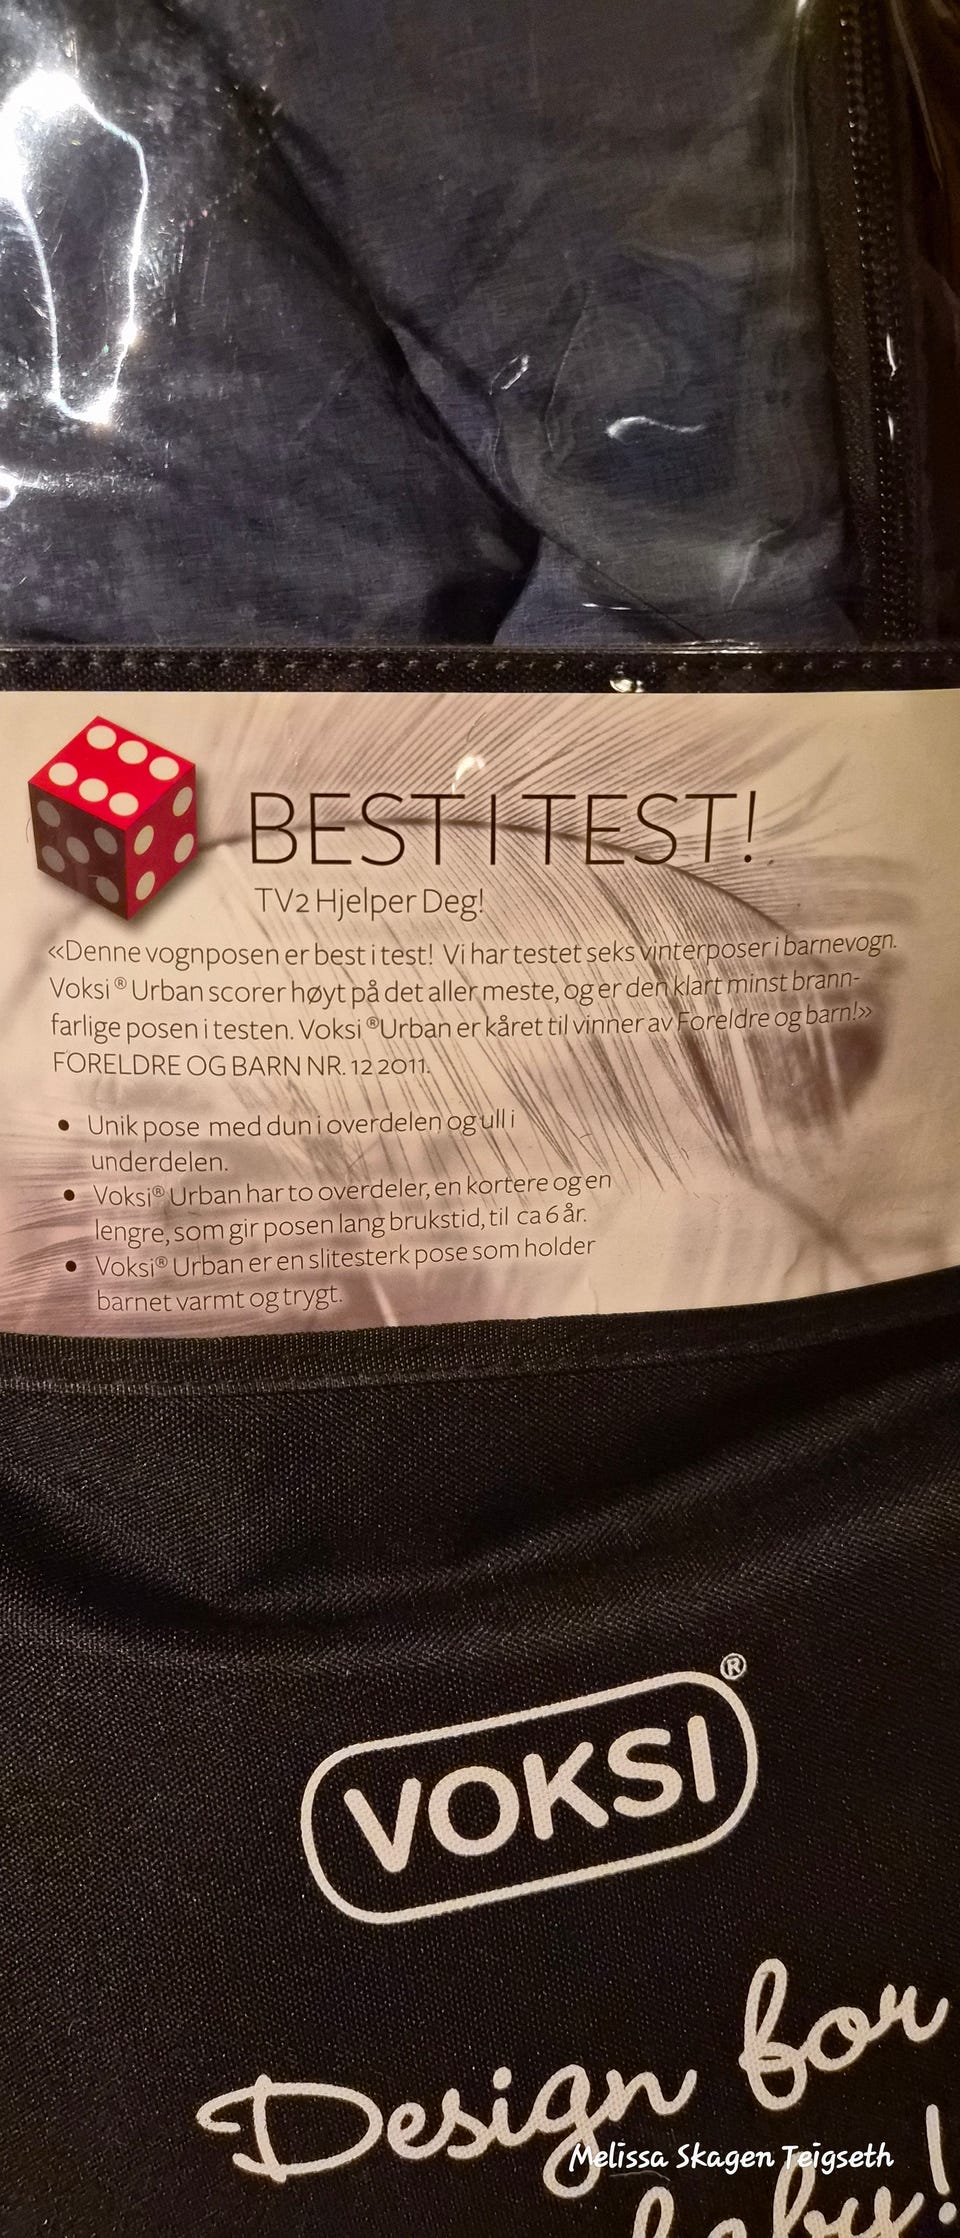 BEST I TEST!
TV2 Hjelper Deg!
«Denne vognposen er best i test! Vi har testet seks vinterposer i barnevogn.
Voksi® Urban scorer høyt på det aller meste, og er den klart minst brann-
farlige posen i testen. Voksi® Urban er kåret til vinner av Foreldre og barn!»
FORELDRE OG BARN NR. 12 2011.
• Unik pose med dun i overdelen og ull i
underdelen.
• Voksi® Urban har to overdeler, en kortere og en
lengre, som gir posen lang brukstid, til ca 6 år.
• Voksi® Urban er en slitesterk pose som holder
barnet varmt og trygt.
VOKSI®
Design for
baby!
Melissa Skagen Teigseth